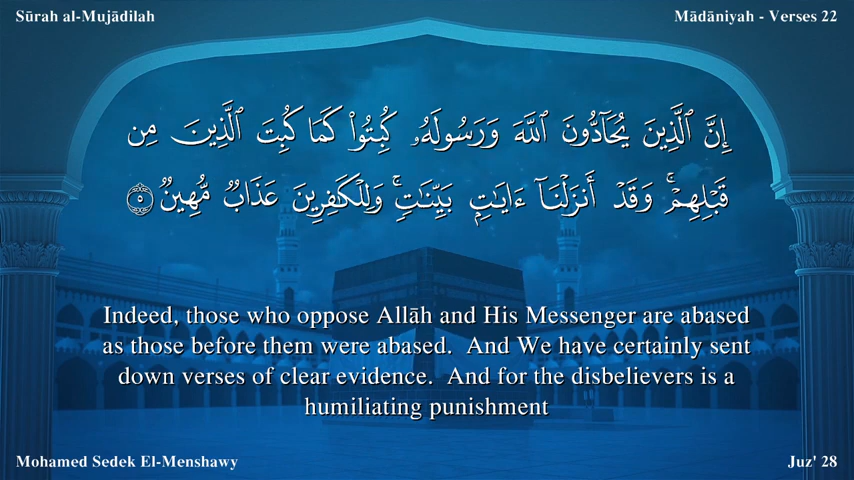 Sūrah al-Mujādilah
Mādāniyah - Verses 22
إِنَّ ٱلَّذِينَ يُحَآدُّونَ ٱللَّهَ وَرَسُولَهُۥ كُبِتُوا۟ كَمَا كُبِتَ ٱلَّذِينَ مِن
قَبْلِهِمْ ۚ وَقَدْ أَنزَلْنَآ ءَايَـٰتٍۭ بَيِّنَـٰتٍ ۚ وَلِلْكَـٰفِرِينَ عَذَابٌ مُّهِينٌ ٥
Indeed, those who oppose Allāh and His Messenger are abased
as those before them were abased. And We have certainly sent
down verses of clear evidence. And for the disbelievers is a
humiliating punishment
Mohamed Sedek El-Menshawy
Juz' 28